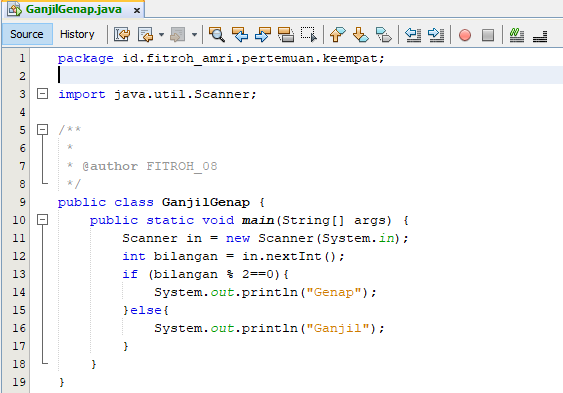 GanjilGenap.java
Source History
1 package id.fitroh_amri.pertemuan.keempat;
2
3 import java.util.Scanner;
4
5 /**
6 *
7 * @author FITROH_08
8 */
9 public class GanjilGenap {
10 public static void main(String[] args) {
11 Scanner in = new Scanner(System.in);
12 int bilangan = in.nextInt();
13 if (bilangan % 2==0){
14 System.out.println("Genap");
15 }else{
16 System.out.println("Ganjil");
17 }
18 }
19 }